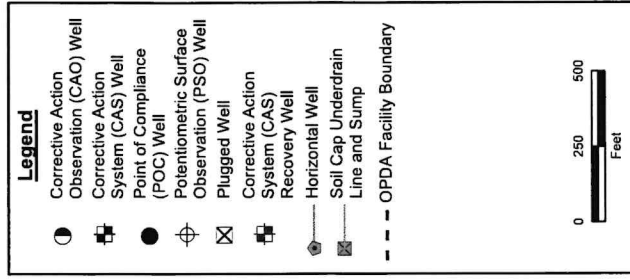 Legend
Corrective Action
Observation (CAO) Well
Corrective Action
System (CAS) Well
Point of Compliance
(POC) Well
Potentiometric Surface
Observation (PSO) Well
Plugged Well
Corrective Action
System (CAS)
Recovery Well
Horizontal Well
Soil Cap Underdrain
Line and Sump
OPDA Facility Boundary
0 250 500
Feet